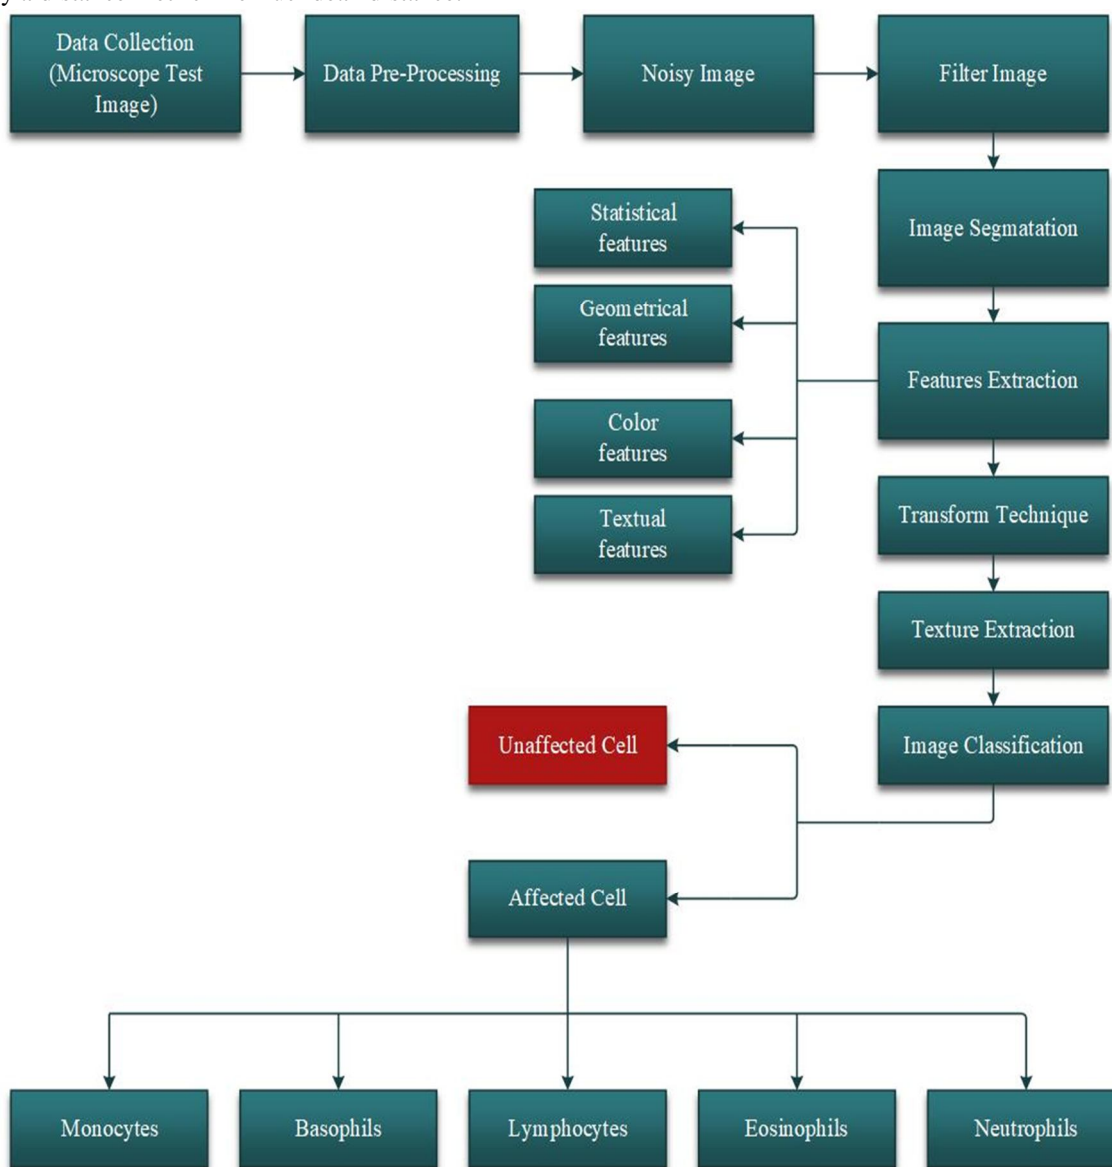 Data Collection
(Microscope Test
Image)
Data Pre-Processing
Noisy Image
Filter Image
Image Segmatation
Statistical
features
Geometrical
features
Features Extraction
Color
features
Textual
features
Transform Technique
Texture Extraction
Image Classification
Unaffected Cell
Affected Cell
Monocytes
Basophils
Lymphocytes
Eosinophils
Neutrophils